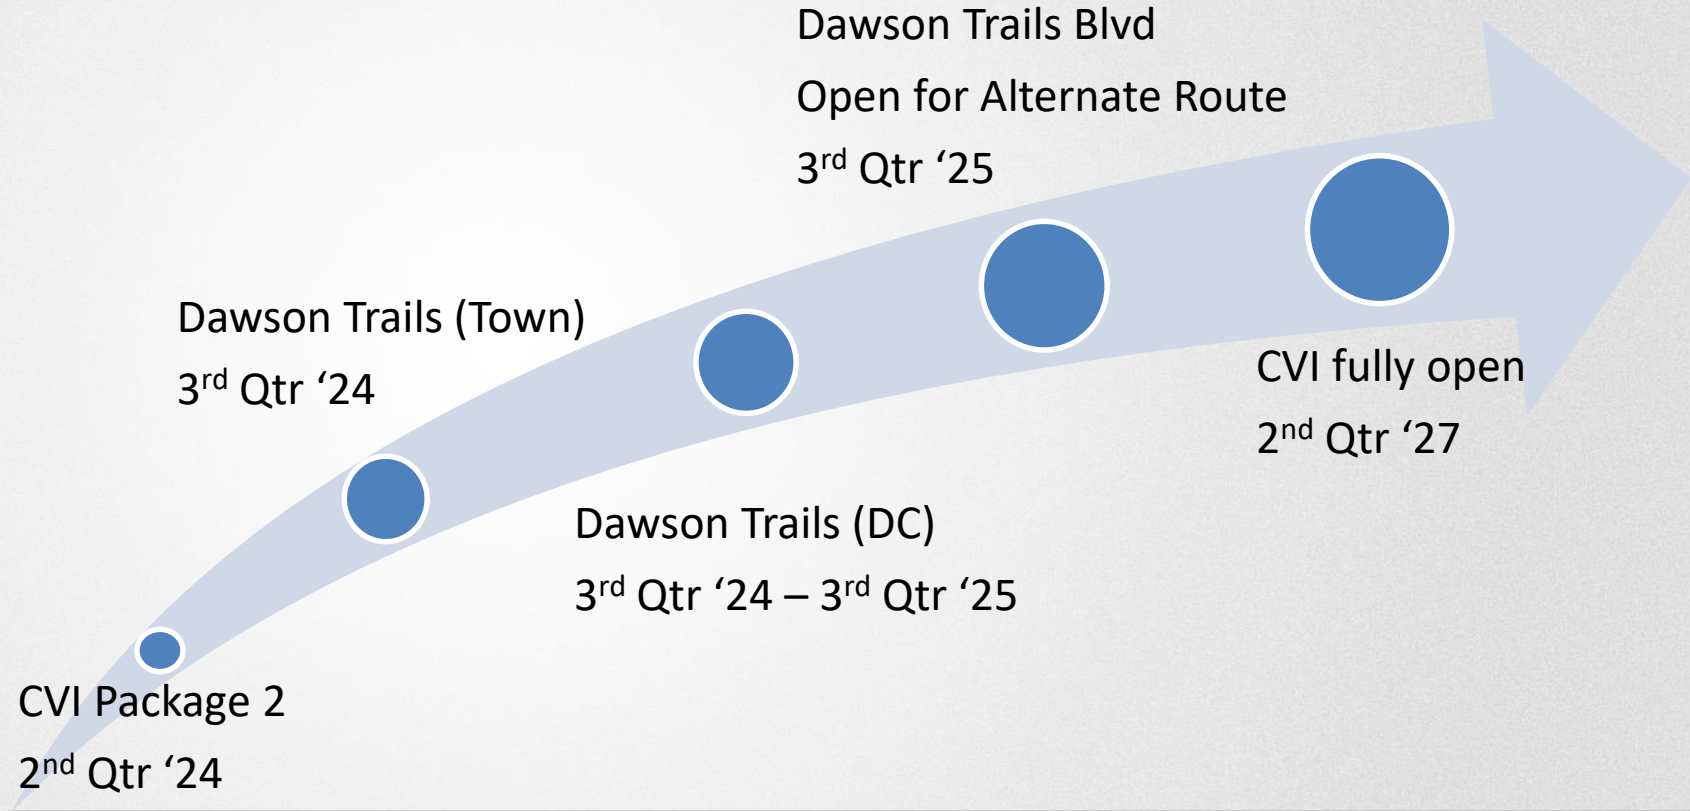 Dawson Trails Blvd
Open for Alternate Route
3rd Qtr ‘25
Dawson Trails (Town)
3rd Qtr ‘24
CVI fully open
2nd Qtr ‘27
Dawson Trails (DC)
3rd Qtr ‘24 – 3rd Qtr ‘25
CVI Package 2
2nd Qtr ‘24